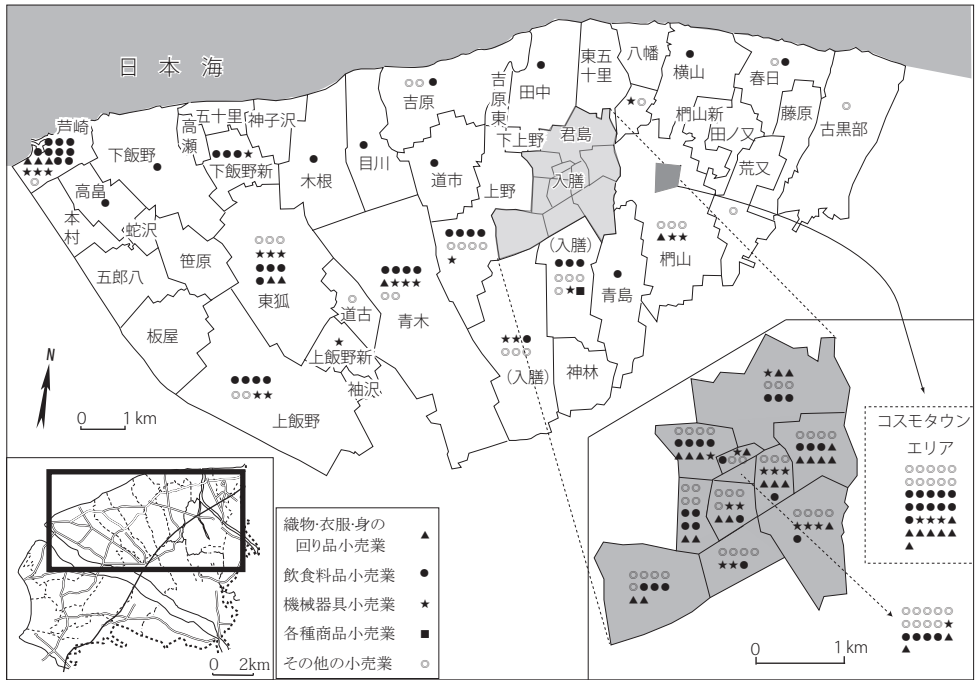 日本海
芦崎
下飯野
高畠
本村
蛇沢
五郎八
板屋
笹原
高瀬
五十里
神子沢
下飯野新
木根
目川
吉原
道市
吉原東
田中
下上野
上野
東五十里
君島
入膳
八幡
横山
椚山新
田ノ又
春日
藤原
古黒部
荒又
椚山
青島
(入膳)
神林
(入膳)
東狐
道古
上飯野新
袖沢
上飯野
青木
N
0 1 km
0 2km
織物・衣服・身の
回り品小売業 ▲
飲食料品小売業 ●
機械器具小売業 ★
各種商品小売業 ■
その他の小売業 ◎
コスモタウン
エリア
0 1 km